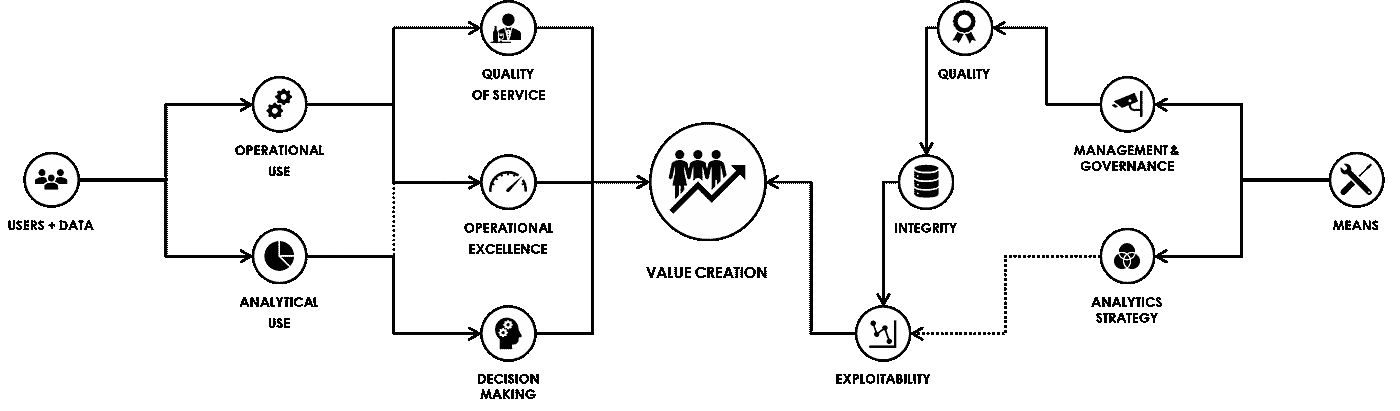 USERS + DATA
OPERATIONAL
USE
ANALYTICAL
USE
QUALITY
OF SERVICE
OPERATIONAL
EXCELLENCE
DECISION
MAKING
VALUE CREATION
QUALITY
INTEGRITY
EXPLOITABILITY
MANAGEMENT &
GOVERNANCE
ANALYTICS
STRATEGY
MEANS